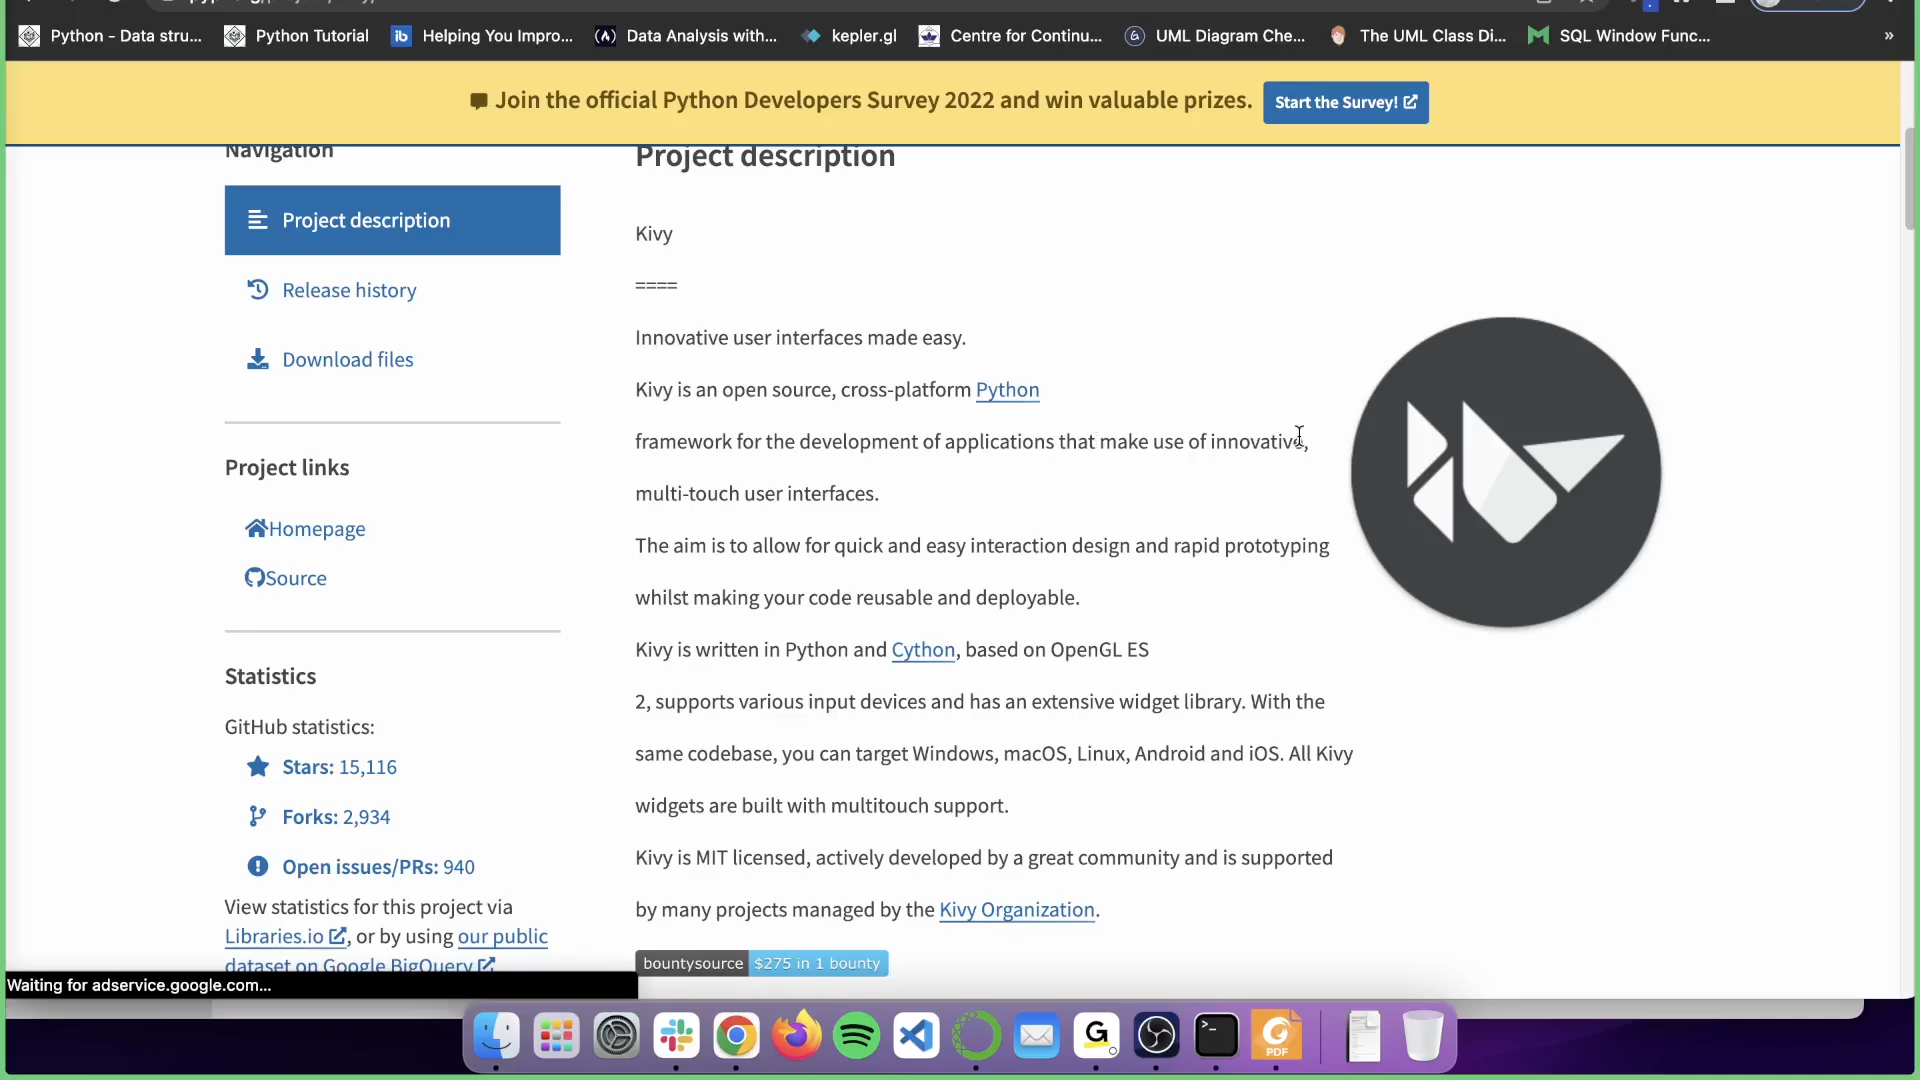 Python - Data stru...
Python Tutorial
Helping You Impro...
Data Analysis with...
kepler.gl
Centre for Continu...
UML Diagram Che...
The UML Class Di...
SQL Window Func...
»
Join the official Python Developers Survey 2022 and win valuable prizes.
Start the Survey!
Navigation
Project description
Release history
Download files
Project links
Homepage
Source
Statistics
GitHub statistics:
Stars: 15,116
Forks: 2,934
Open issues/PRs: 940
View statistics for this project via
Libraries.io, or by using our public
dataset on Google BigQuery
Project description
Kivy
====
Innovative user interfaces made easy.
Kivy is an open source, cross-platform Python
framework for the development of applications that make use of innovative,
multi-touch user interfaces.
The aim is to allow for quick and easy interaction design and rapid prototyping
whilst making your code reusable and deployable.
Kivy is written in Python and Cython, based on OpenGL ES
2, supports various input devices and has an extensive widget library. With the
same codebase, you can target Windows, macOS, Linux, Android and iOS. All Kivy
widgets are built with multitouch support.
Kivy is MIT licensed, actively developed by a great community and is supported
by many projects managed by the Kivy Organization.
bountysource $275 in 1 bounty
Waiting for adservice.google.com...
G
PDF